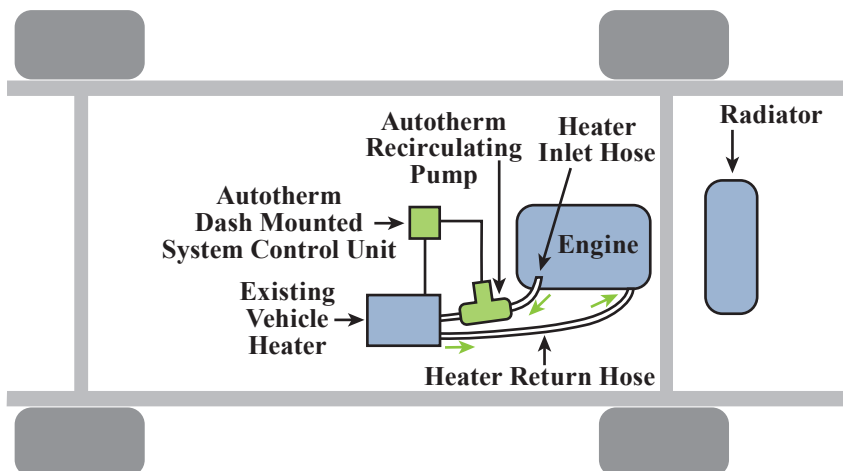 Radiator
Autotherm
Recirculating
Pump
Heater
Inlet Hose
Autotherm
Dash Mounted
System Control Unit
Engine
Existing
Vehicle
Heater
Heater Return Hose